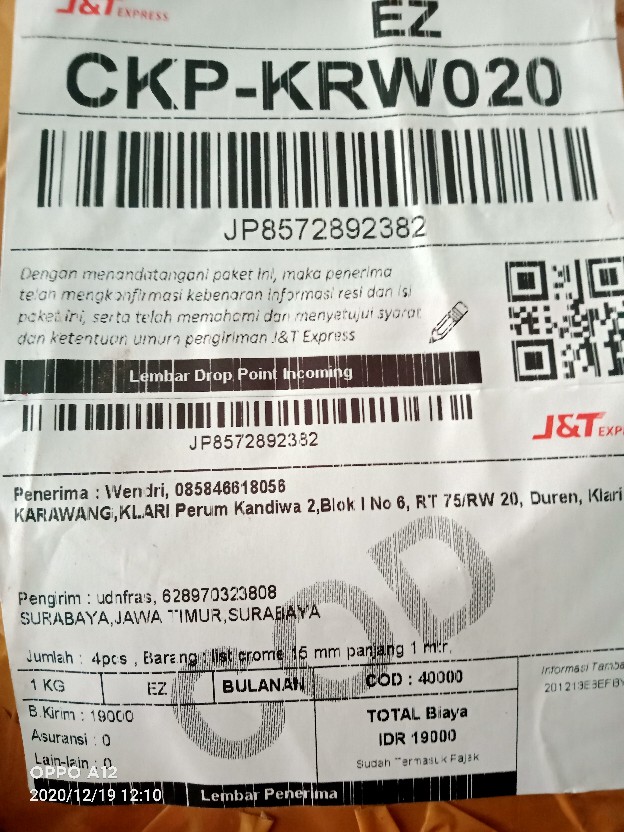 J&T EXPRESS
EZ
CKP-KRW020
JP8572892382
Dengan menandatangani paket ini, maka penerima
telah mengkonfirmasi kebenaran informasi resi dan isi
paket ini, serta telah memahami dan menyetujui syarat
dan ketentuan umum pengiriman J&T Express
Lembar Drop Point Incoming
JP8572892382
J&T EXP
Penerima : Wendri, 085846618056
KARAWANG,KLARI Perum Kandiwa 2,Blok I No 6, RT 75/RW 20, Duren, Klari
Pengirim : udnfras, 628970323808
SURABAYA,JAWA TIMUR,SURABAYA
COD
Jumlah : 4pcs , Barang : list crome 15 mm panjang 1 mtr,
1 KG EZ BULANAN COD : 40000
Informasi Tamba
B.Kirim : 19000
TOTAL Biaya
Asuransi : 0
IDR 19000
Lain-lain : 0
Sudah Termasuk Pajak
Lembar Penerima
OPPO A12
2020/12/19 12:10